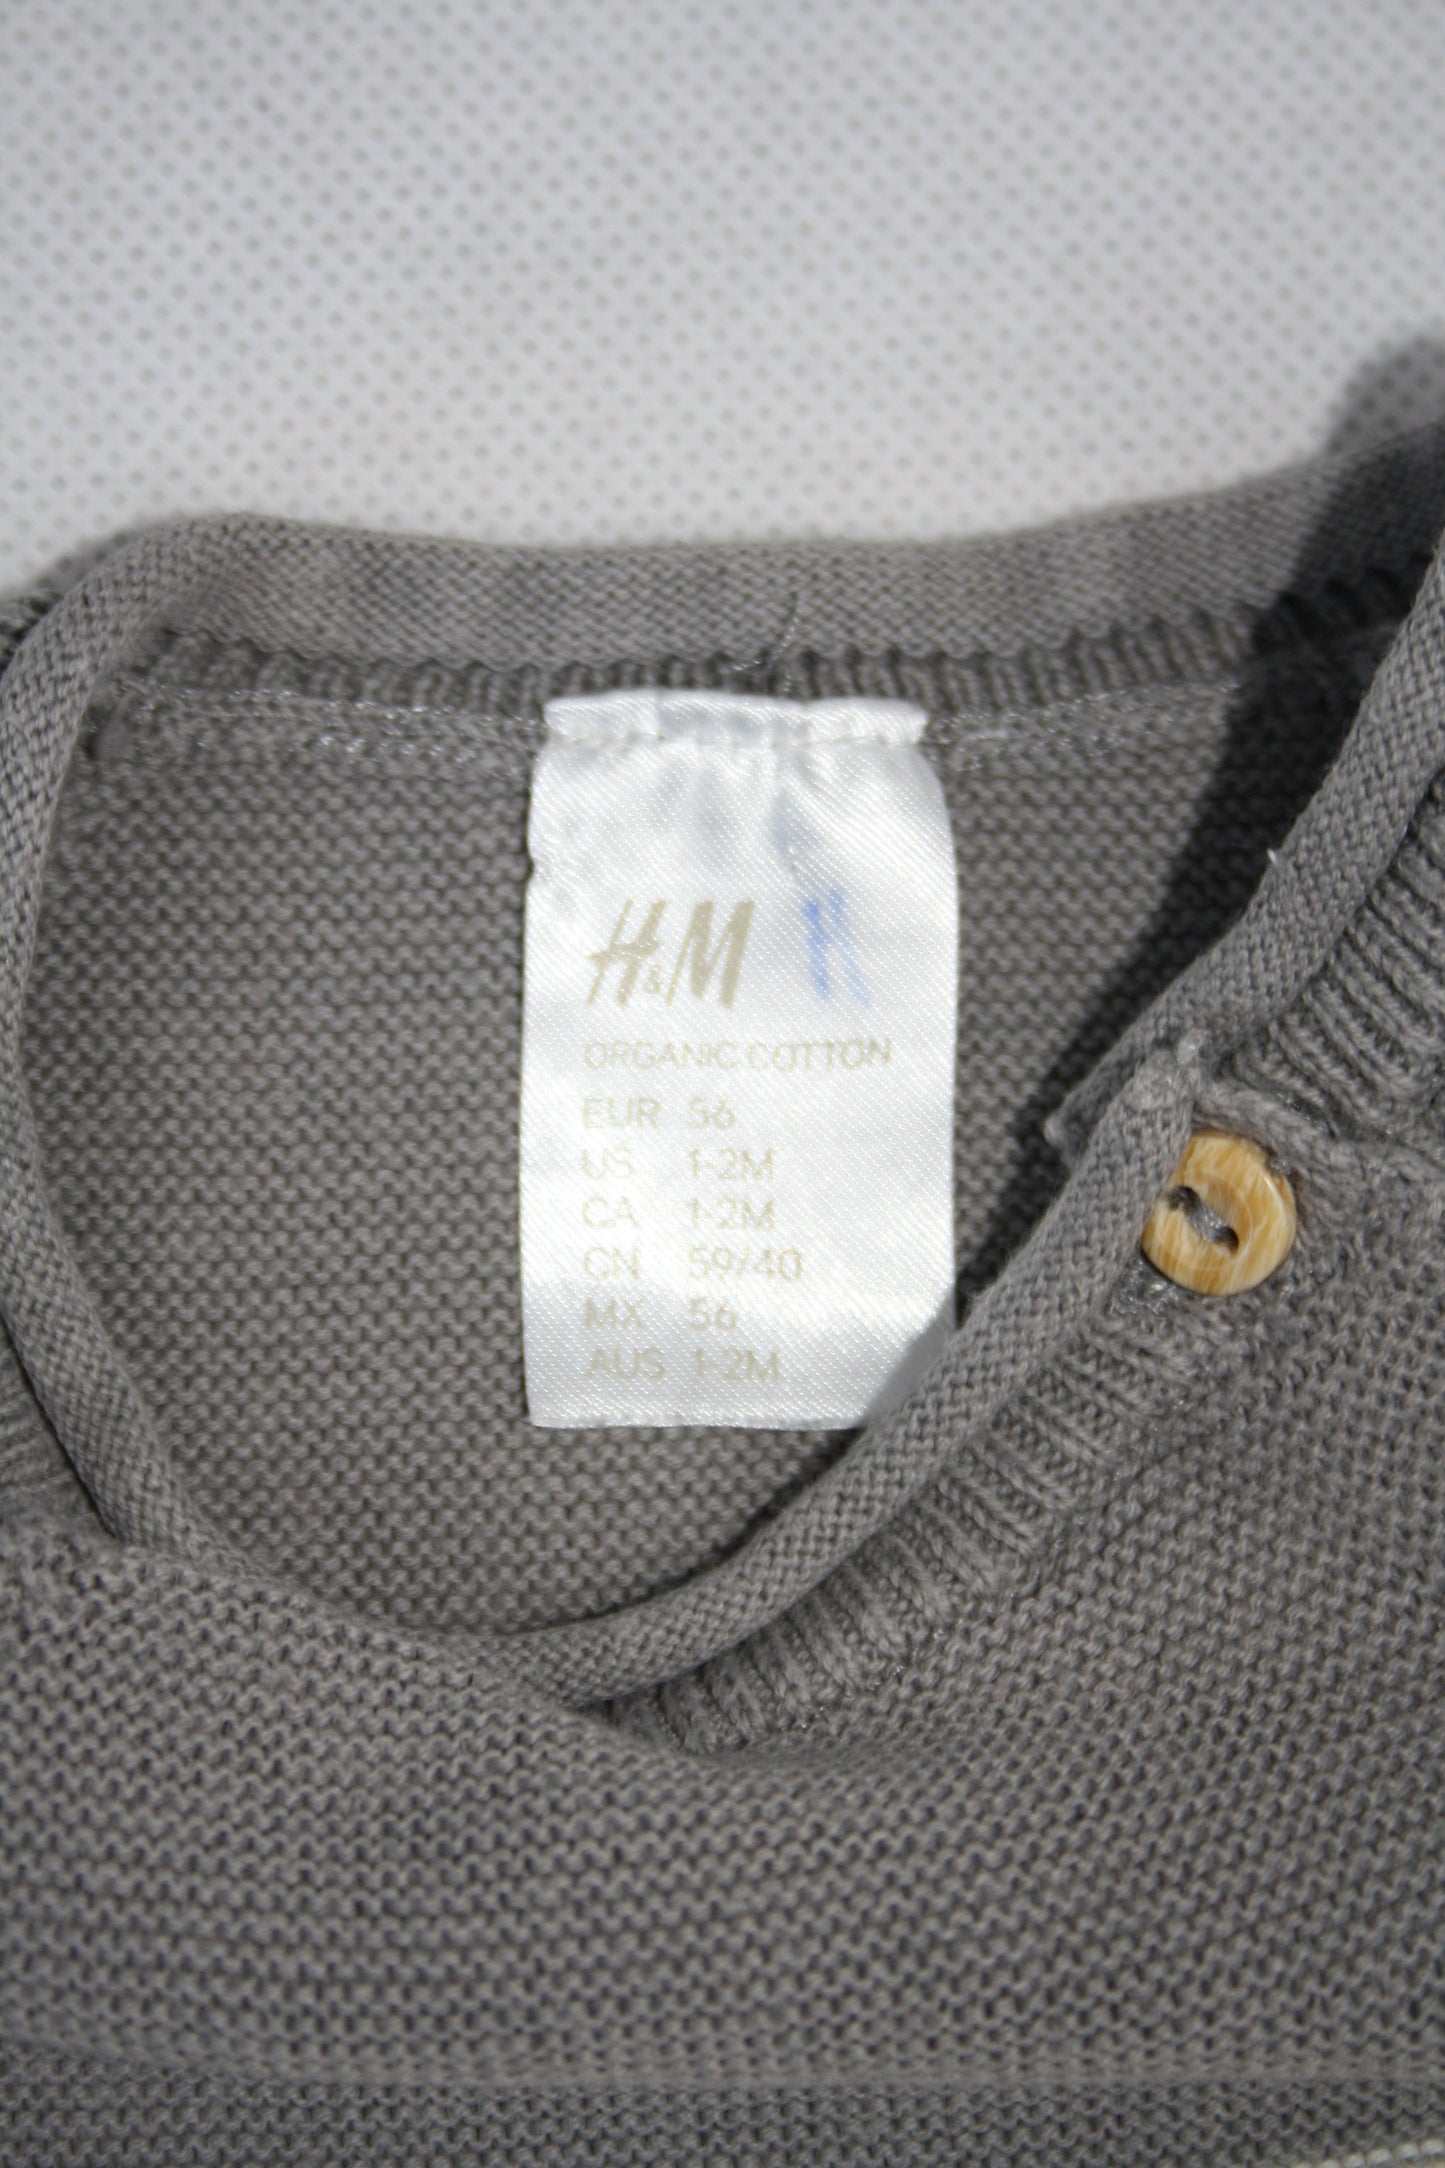 H&M
ORGANIC COTTON
EUR 56
US 1-2M
CA 1-2M
CN 59/40
MX 56
AUS 1-2M